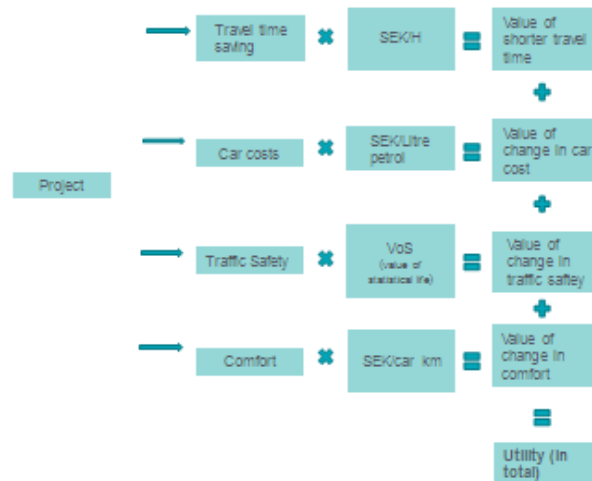 Travel time
saving
SEK/H
Value of
shorter travel
time
Car costs
SEK/Litre
petrol
Value of
change in car
cost
Project
Traffic Safety
VoS
(value of
statistical life)
Value of
change in
traffic saftey
Comfort
SEK/car km
Value of
change in
comfort
Utility (in
total)